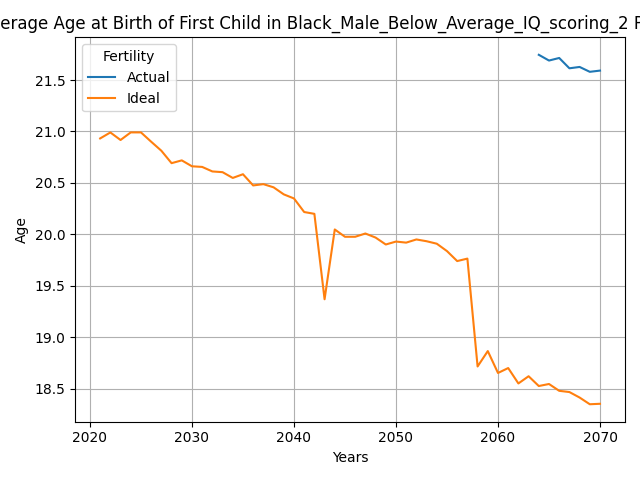 erage Age at Birth of First Child in Black_Male_Below_Average_IQ_scoring_2 F
Fertility
Actual
Ideal
21.5
21.0
20.5
20.0
19.5
19.0
18.5
Age
2020 2030 2040 2050 2060 2070
Years